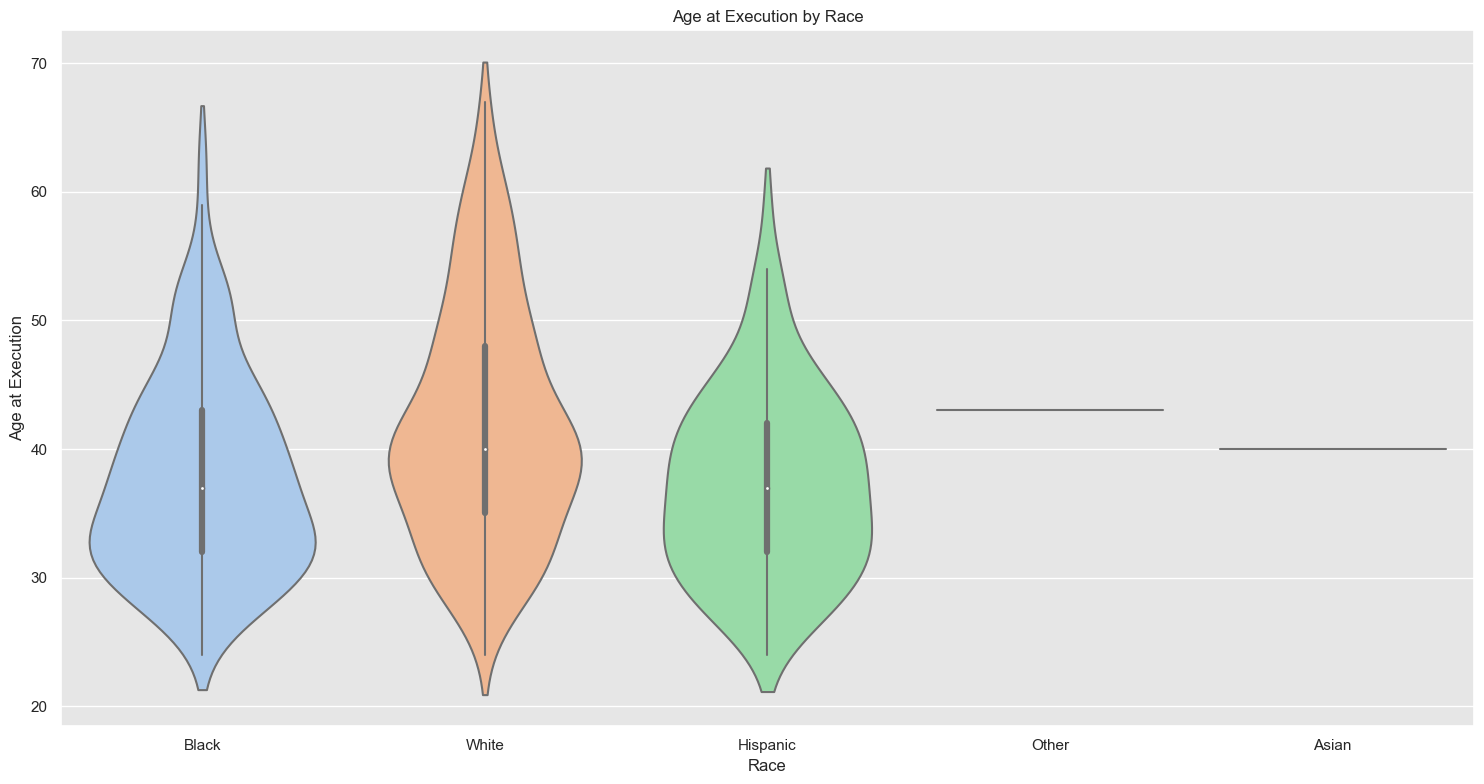 Age at Execution by Race
Age at Execution
70
60
50
40
30
20
Black White Hispanic Other Asian
Race